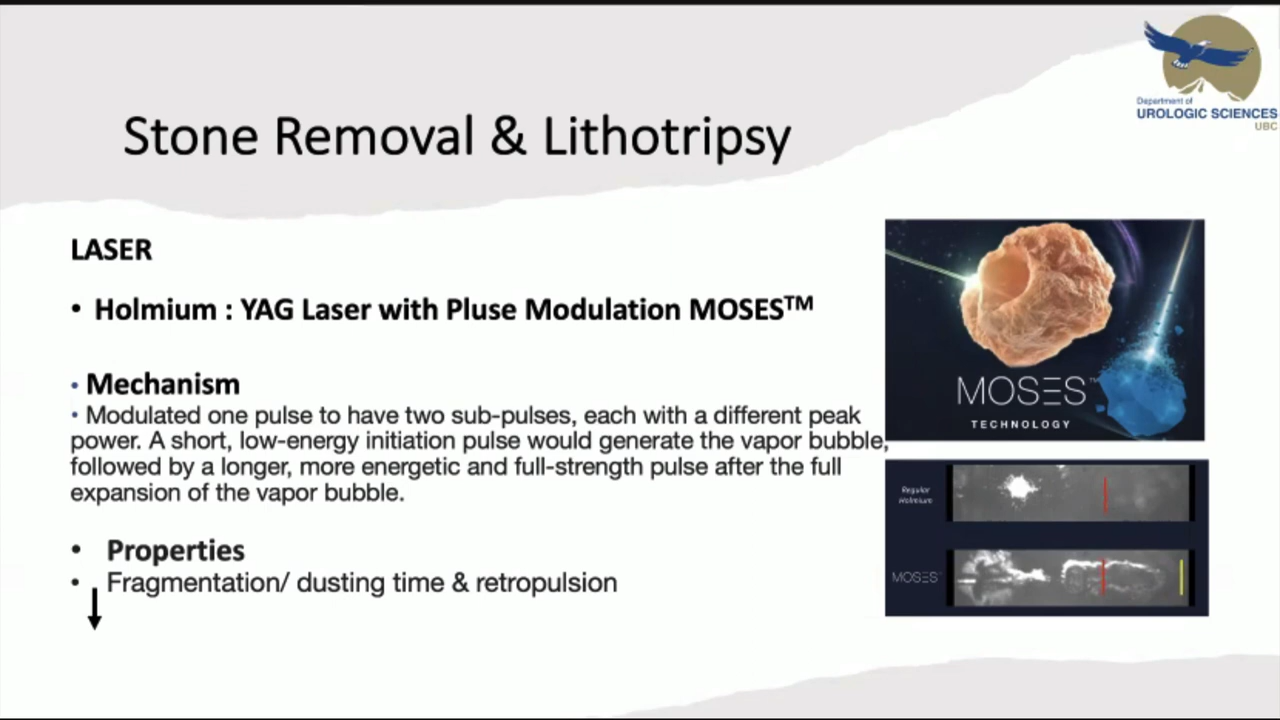 Department of
UROLOGIC SCIENCES
UBC
Stone Removal & Lithotripsy
LASER
• Holmium : YAG Laser with Pluse Modulation MOSES™
• Mechanism
• Modulated one pulse to have two sub-pulses, each with a different peak
power. A short, low-energy initiation pulse would generate the vapor bubble,
followed by a longer, more energetic and full-strength pulse after the full
expansion of the vapor bubble.
• Properties
• Fragmentation/ dusting time & retropulsion
MOSES™
TECHNOLOGY
Regular
Holmium
MOSES™